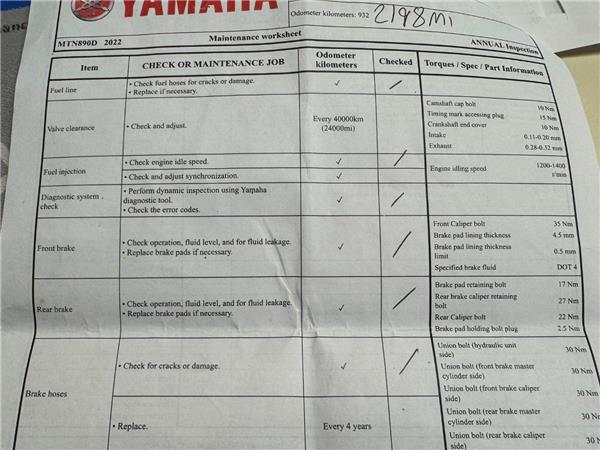 YAMAHA
Odometer kilometers: 932 2198mi
MTN890D 2022 Maintenance worksheet ANNUAL Inspection
Item CHECK OR MAINTENANCE JOB Odometer kilometers Checked Torques / Spec / Part Information
Fuel line • Check fuel hoses for cracks or damage. ✓ /
• Replace if necessary.
Valve clearance • Check and adjust. Every 40000km (24000mi)
Camshaft cap bolt 10 Nm
Timing mark accessing plug 15 Nm
Crankshaft end cover 10 Nm
Intake 0.11-0.20 mm
Exhaust 0.28-0.32 mm
Fuel injection • Check engine idle speed. ✓ / Engine idling speed 1200-1400 r/min
• Check and adjust synchronization. ✓
Diagnostic system check • Perform dynamic inspection using Yamaha ✓ /
diagnostic tool.
• Check the error codes.
Front brake • Check operation, fluid level, and for fluid leakage. ✓ /
• Replace brake pads if necessary.
Front Caliper bolt 35 Nm
Brake pad lining thickness 4.5 mm
Brake pad lining thickness
limit 0.5 mm
Specified brake fluid DOT 4
Rear brake • Check operation, fluid level, and for fluid leakage. ✓ /
• Replace brake pads if necessary.
Brake pad retaining bolt 17 Nm
Rear brake caliper retaining
bolt 27 Nm
Rear Caliper bolt 22 Nm
Brake pad holding bolt plug 2.5 Nm
Brake hoses • Check for cracks or damage. ✓ /
• Replace. Every 4 years
Union bolt (hydraulic unit
side) 30 Nm
Union bolt (front brake master
cylinder side) 30 Nm
Union bolt (front brake caliper
side) 30 Nm
Union bolt (rear brake master
cylinder side) 30 Nm
Union bolt (rear brake caliper
side) 30 Nm